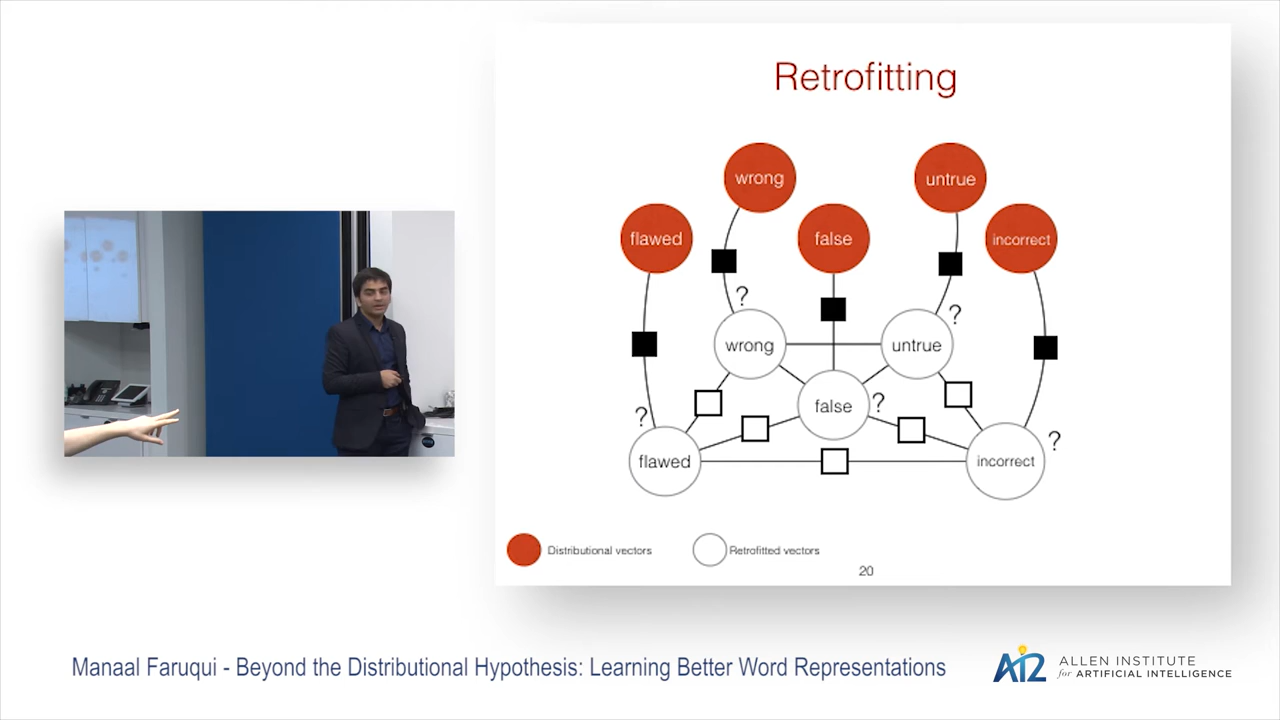 Retrofitting
wrong
untrue
flawed
false
incorrect
?
?
wrong
untrue
false
?
?
flawed
incorrect
?
Distributional vectors
Retrofitted vectors
20
Manaal Faruqui - Beyond the Distributional Hypothesis: Learning Better Word Representations
AI2
ALLEN INSTITUTE
for ARTIFICIAL INTELLIGENCE